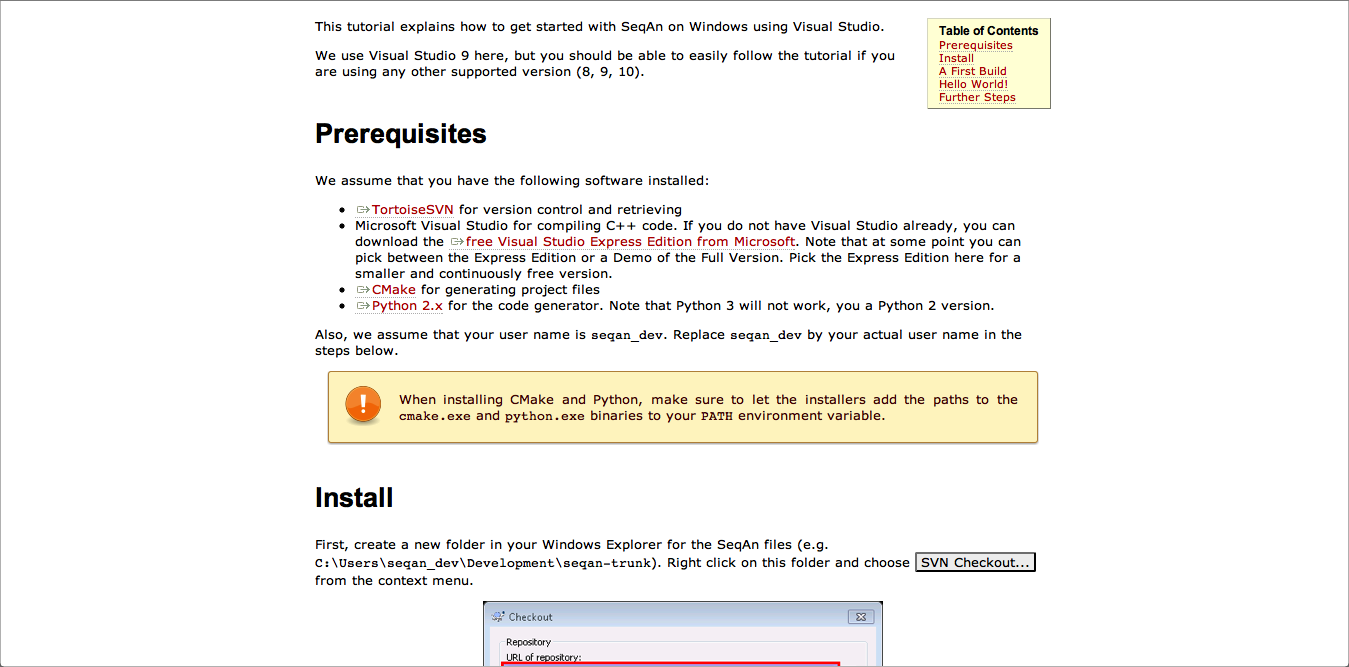 This tutorial explains how to get started with SeqAn on Windows using Visual Studio.
We use Visual Studio 9 here, but you should be able to easily follow the tutorial if you
are using any other supported version (8, 9, 10).
Table of Contents
Prerequisites
Install
A First Build
Hello World!
Further Steps
Prerequisites
We assume that you have the following software installed:
TortoiseSVN for version control and retrieving
Microsoft Visual Studio for compiling C++ code. If you do not have Visual Studio already, you can
download the free Visual Studio Express Edition from Microsoft. Note that at some point you can
pick between the Express Edition or a Demo of the Full Version. Pick the Express Edition here for a
smaller and continuously free version.
CMake for generating project files
Python 2.x for the code generator. Note that Python 3 will not work, you a Python 2 version.
Also, we assume that your user name is seqan_dev. Replace seqan_dev by your actual user name in the
steps below.
When installing CMake and Python, make sure to let the installers add the paths to the
cmake.exe and python.exe binaries to your PATH environment variable.
Install
First, create a new folder in your Windows Explorer for the SeqAn files (e.g.
C:\Users\seqan_dev\Development\seqan-trunk). Right click on this folder and choose SVN Checkout...
from the context menu.
Checkout
Repository
URL of repository: